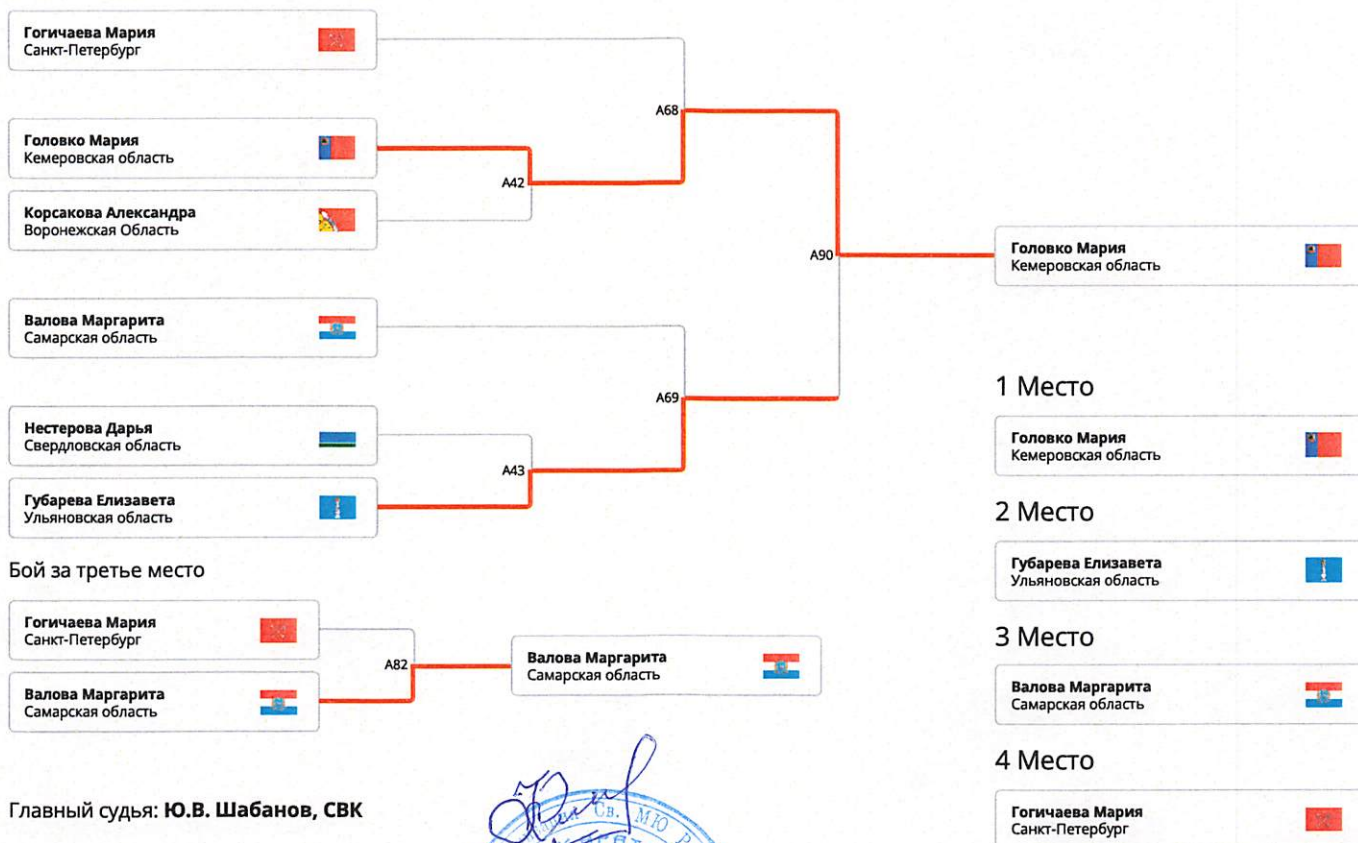 Гогичаева Мария
Санкт-Петербург
A68
Головко Мария
Кемеровская область
A42
Корсакова Александра
Воронежская Область
A90
Головко Мария
Кемеровская область
Валова Маргарита
Самарская область
1 Место
A69
Нестерова Дарья
Свердловская область
Головко Мария
Кемеровская область
A43
Губарева Елизавета
Ульяновская область
2 Место
Бой за третье место
Губарева Елизавета
Ульяновская область
Гогичаева Мария
Санкт-Петербург
3 Место
A82
Валова Маргарита
Самарская область
Валова Маргарита
Самарская область
Валова Маргарита
Самарская область
4 Место
Главный судья: Ю.В. Шабанов, СВК
Св. МЮ
Гогичаева Мария
Санкт-Петербург